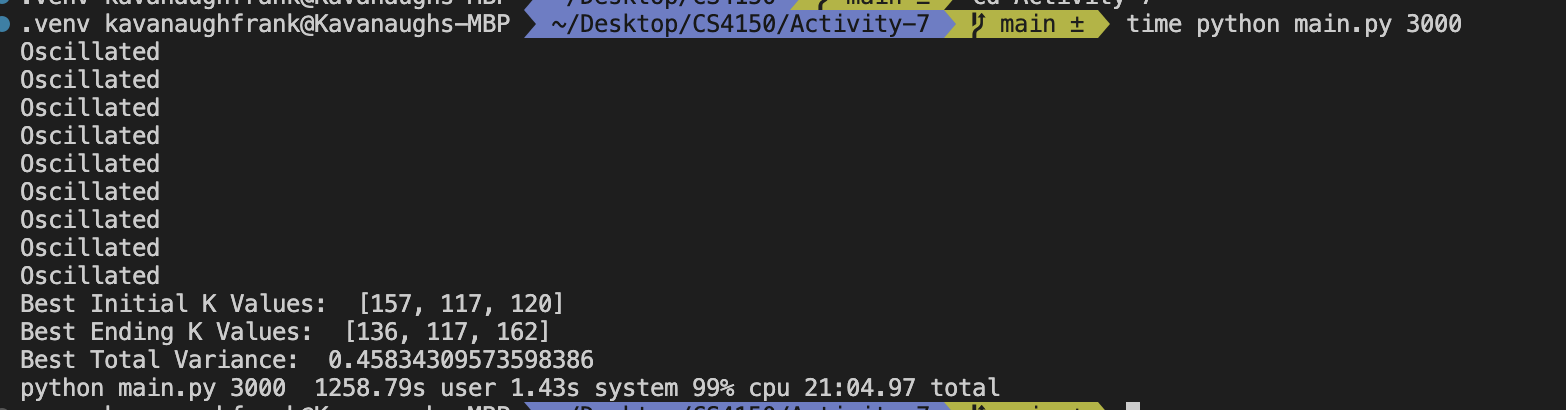 .venv kavanaughfrank@Kavanaughs-MBP ~/Desktop/CS4150/Activity-7 main ± time python main.py 3000
Oscillated
Oscillated
Oscillated
Oscillated
Oscillated
Oscillated
Oscillated
Oscillated
Oscillated
Best Initial K Values:  [157, 117, 120]
Best Ending K Values:  [136, 117, 162]
Best Total Variance:  0.45834309573598386
python main.py 3000  1258.79s user 1.43s system 99% cpu 21:04.97 total